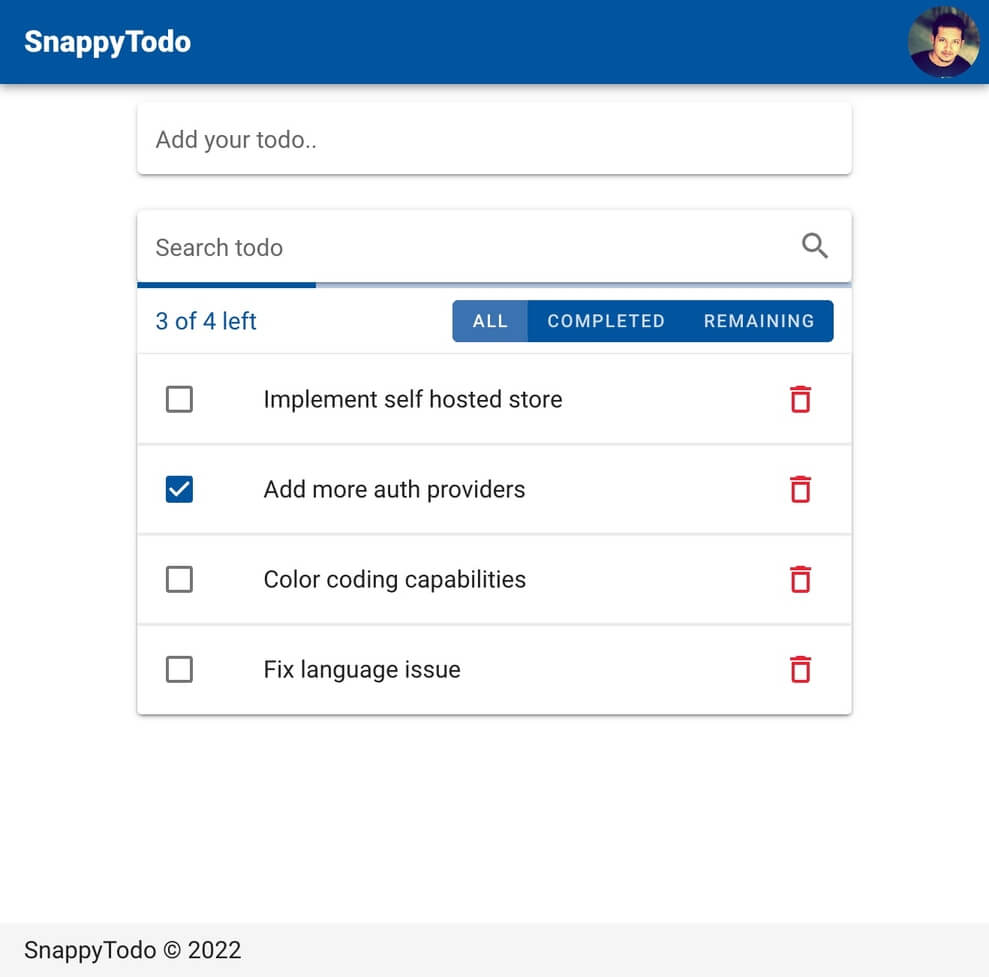 SnappyTodo
Add your todo..
Search todo
3 of 4 left ALL COMPLETED REMAINING
Implement self hosted store
Add more auth providers
Color coding capabilities
Fix language issue
SnappyTodo © 2022